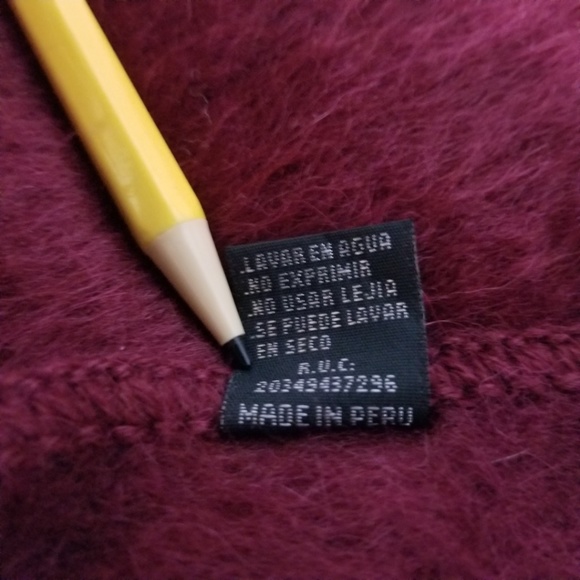 .LAVAR EN AGUA
.NO EXPRIMIR
.NO USAR LEJIA
.SE PUEDE LAVAR
EN SECO
R.U.C:
20349437296
MADE IN PERU